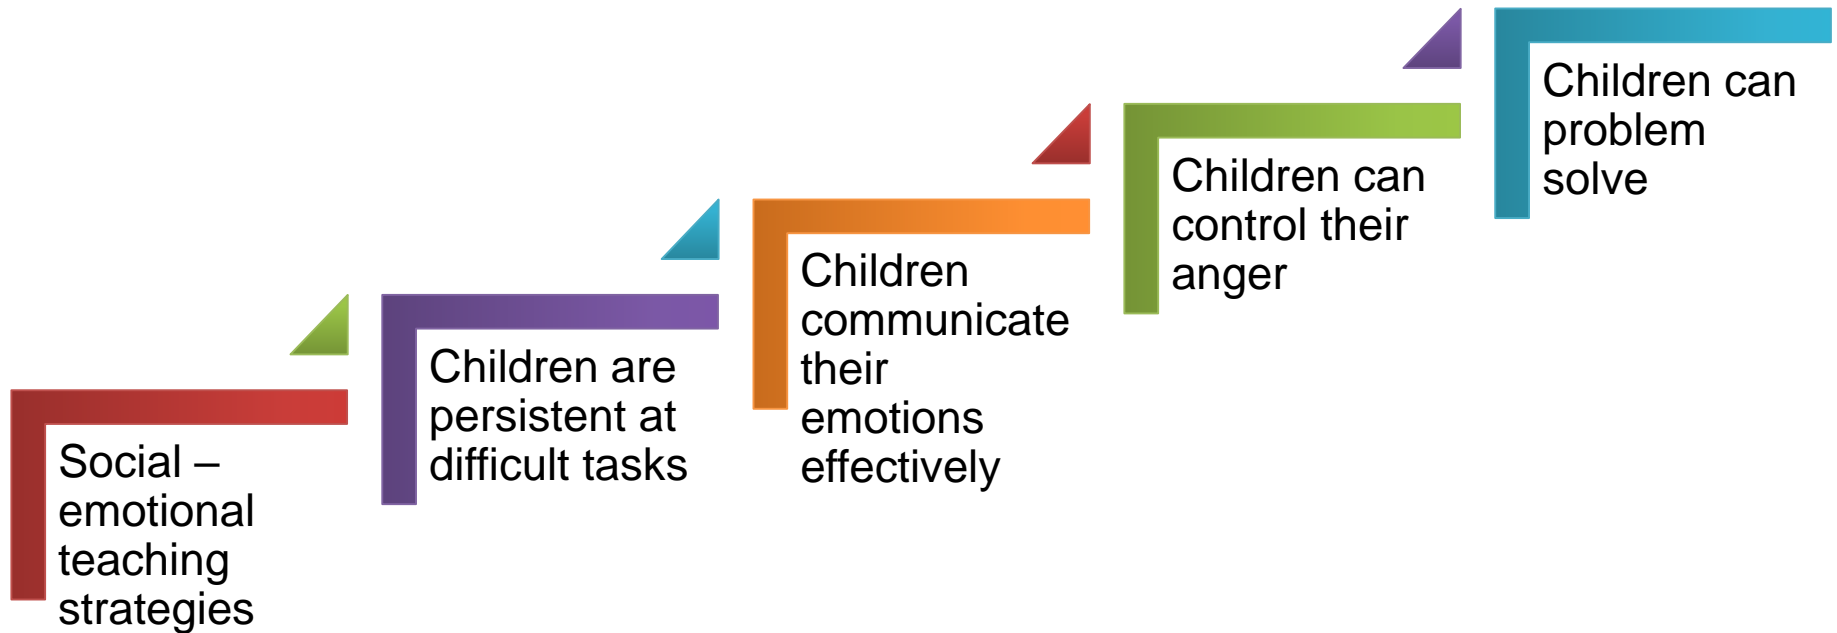 Social –
emotional
teaching
strategies
Children are
persistent at
difficult tasks
Children
communicate
their
emotions
effectively
Children can
control their
anger
Children can
problem
solve